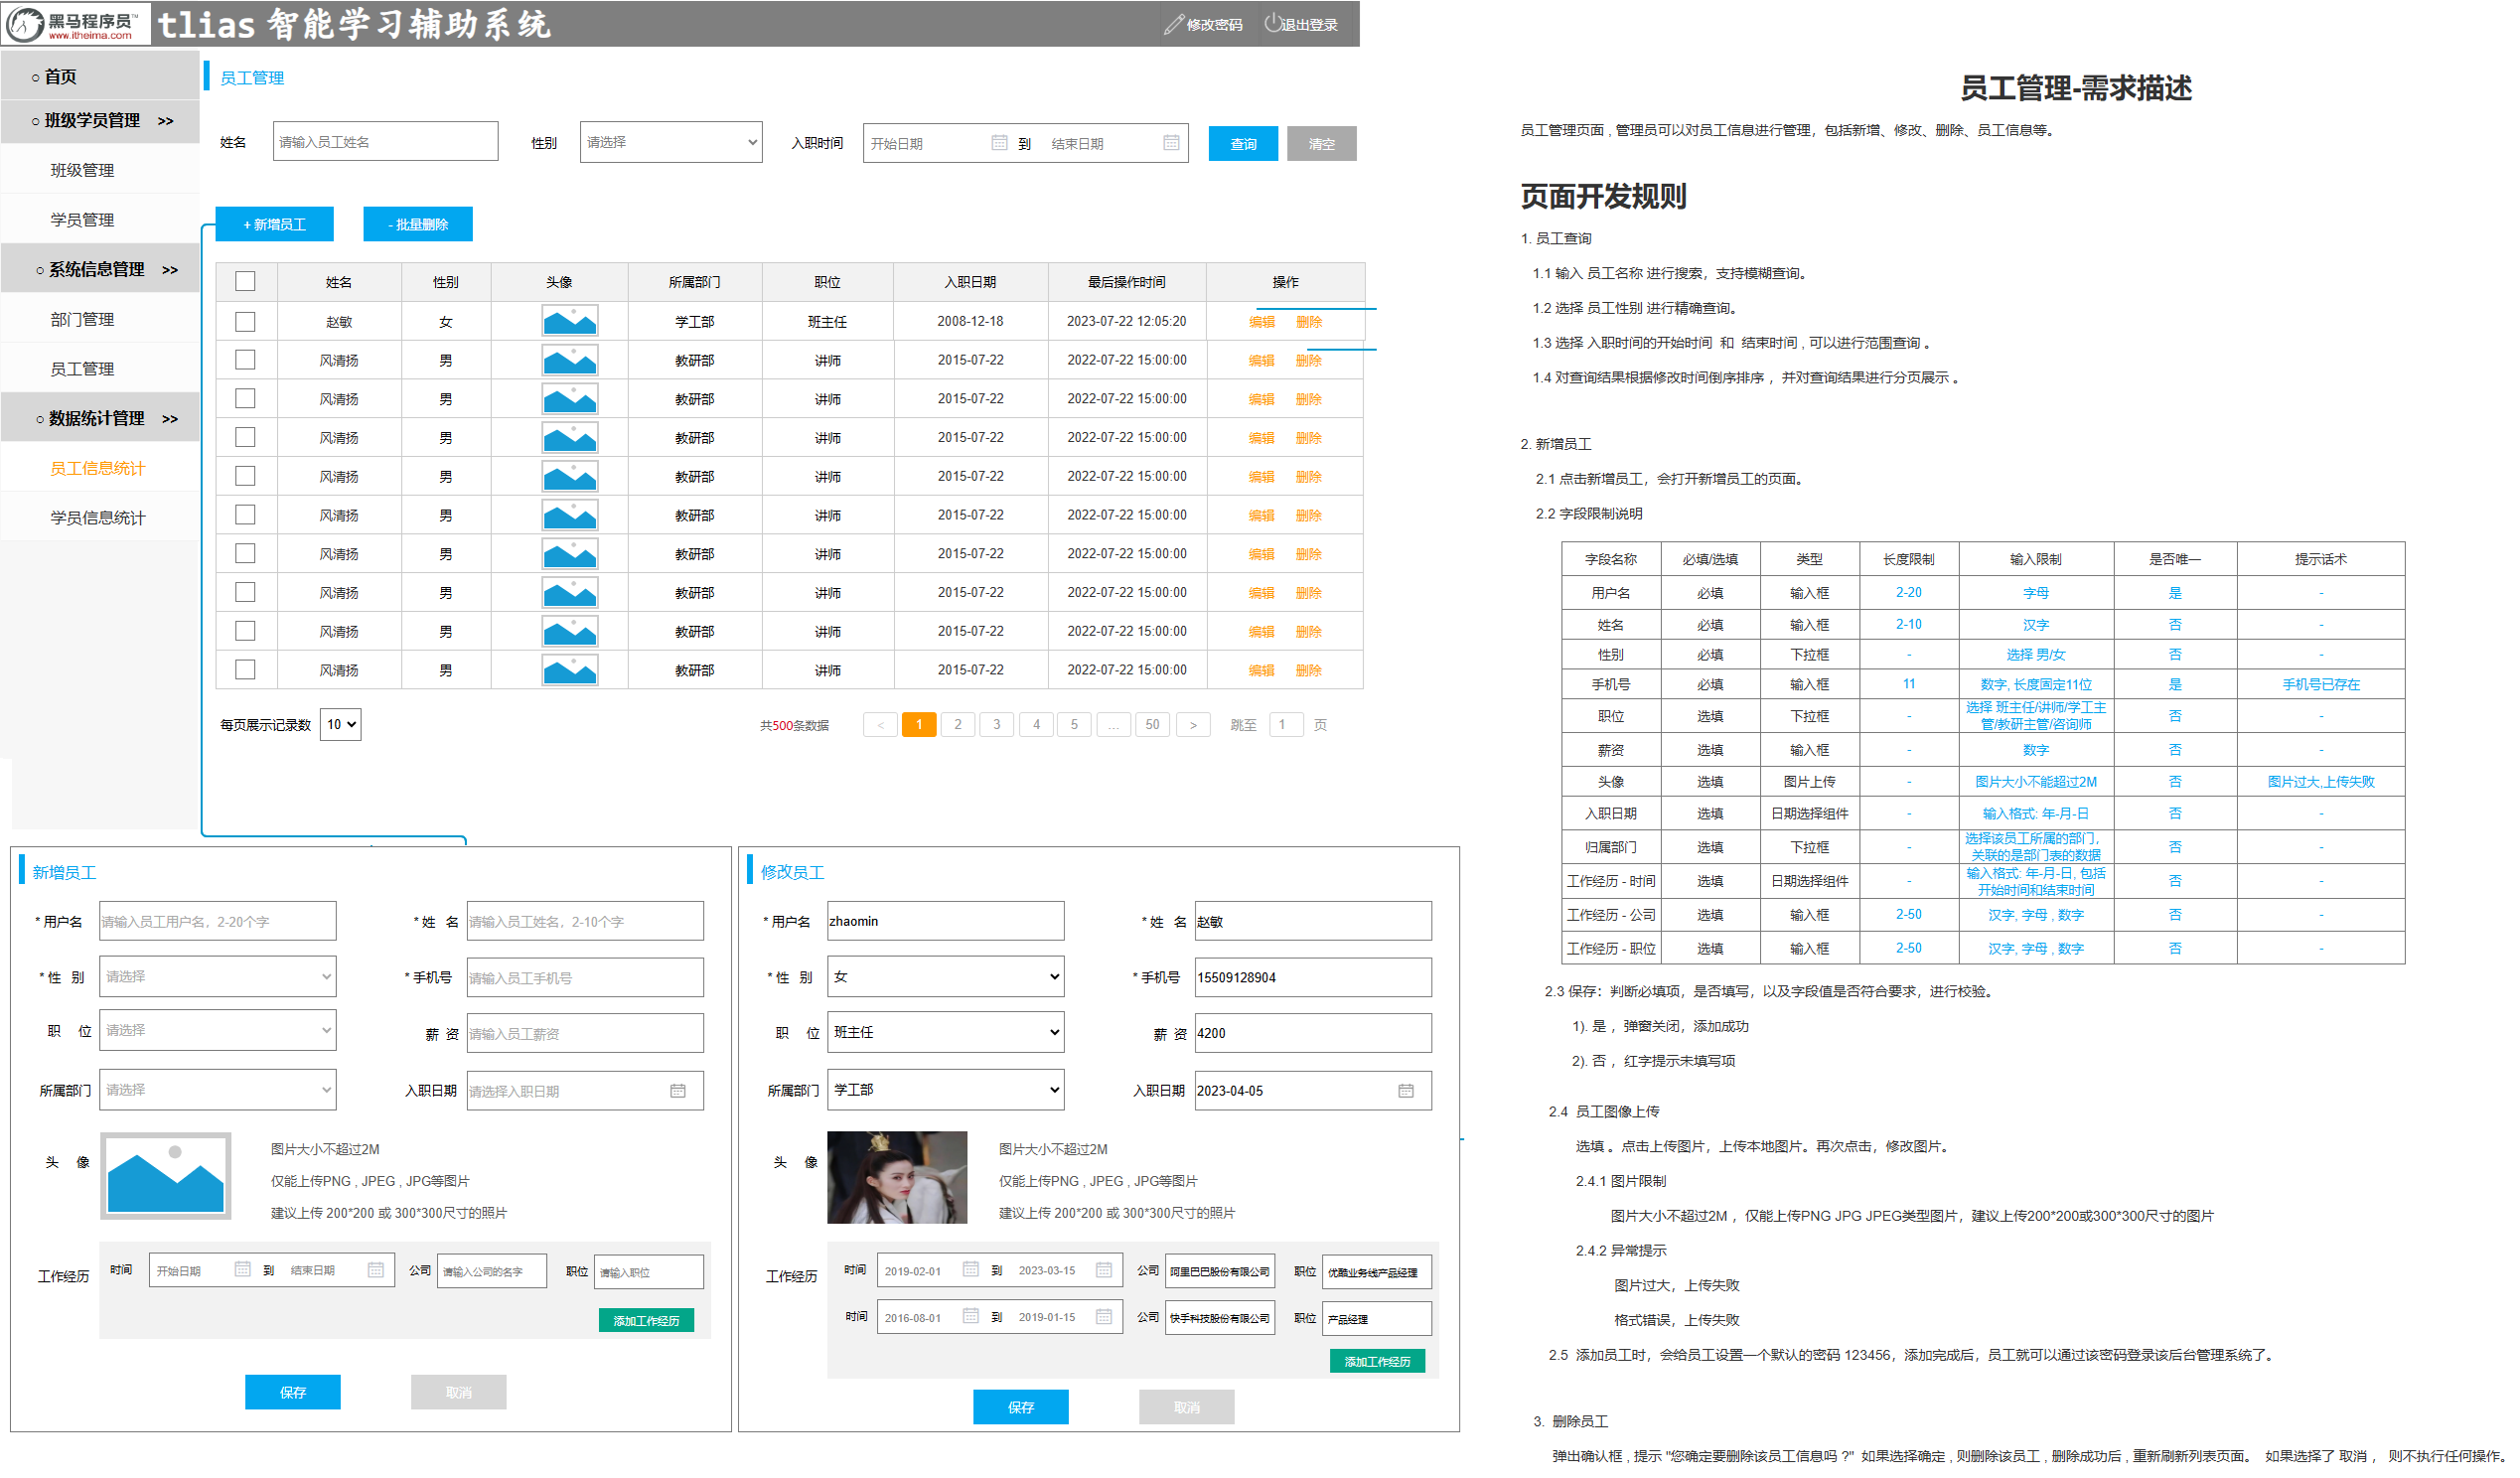 黑马程序员™
www.itheima.com
tlias 智能学习辅助系统
修改密码
退出登录
○ 首页
○ 班级学员管理 >>
班级管理
学员管理
○ 系统信息管理 >>
部门管理
员工管理
○ 数据统计管理 >>
员工信息统计
学员信息统计
员工管理
姓名 请输入员工姓名 性别 请选择 入职时间 开始日期 到 结束日期 查询 清空
+ 新增员工 - 批量删除
姓名 性别 头像 所属部门 职位 入职日期 最后操作时间 操作
赵敏 女 学工部 班主任 2008-12-18 2023-07-22 12:05:20 编辑 删除
风清扬 男 教研部 讲师 2015-07-22 2022-07-22 15:00:00 编辑 删除
风清扬 男 教研部 讲师 2015-07-22 2022-07-22 15:00:00 编辑 删除
风清扬 男 教研部 讲师 2015-07-22 2022-07-22 15:00:00 编辑 删除
风清扬 男 教研部 讲师 2015-07-22 2022-07-22 15:00:00 编辑 删除
风清扬 男 教研部 讲师 2015-07-22 2022-07-22 15:00:00 编辑 删除
风清扬 男 教研部 讲师 2015-07-22 2022-07-22 15:00:00 编辑 删除
风清扬 男 教研部 讲师 2015-07-22 2022-07-22 15:00:00 编辑 删除
风清扬 男 教研部 讲师 2015-07-22 2022-07-22 15:00:00 编辑 删除
风清扬 男 教研部 讲师 2015-07-22 2022-07-22 15:00:00 编辑 删除
每页展示记录数 10 共500条数据 < 1 2 3 4 5 ... 50 > 跳至 1 页
新增员工
* 用户名 请输入员工用户名，2-20个字 * 姓 名 请输入员工姓名，2-10个字
* 性 别 请选择 * 手机号 请输入员工手机号
职 位 请选择 薪 资 请输入员工薪资
所属部门 请选择 入职日期 请选择入职日期
头 像
图片大小不超过2M
仅能上传PNG , JPEG , JPG等图片
建议上传 200*200 或 300*300尺寸的照片
工作经历 时间 开始日期 到 结束日期 公司 请输入公司的名字 职位 请输入职位
添加工作经历
保存 取消
修改员工
* 用户名 zhaomin * 姓 名 赵敏
* 性 别 女 * 手机号 15509128904
职 位 班主任 薪 资 4200
所属部门 学工部 入职日期 2023-04-05
头 像
图片大小不超过2M
仅能上传PNG , JPEG , JPG等图片
建议上传 200*200 或 300*300尺寸的照片
工作经历 时间 2019-02-01 到 2023-03-15 公司 阿里巴巴股份有限公司 职位 优酷业务线产品经理
时间 2016-08-01 到 2019-01-15 公司 快手科技股份有限公司 职位 产品经理
添加工作经历
保存 取消
员工管理-需求描述
员工管理页面 , 管理员可以对员工信息进行管理，包括新增、修改、删除、员工信息等。
页面开发规则
1. 员工查询
1.1 输入 员工名称 进行搜索，支持模糊查询。
1.2 选择 员工性别 进行精确查询。
1.3 选择 入职时间的开始时间 和 结束时间 , 可以进行范围查询 。
1.4 对查询结果根据修改时间倒序排序 ，并对查询结果进行分页展示 。
2. 新增员工
2.1 点击新增员工，会打开新增员工的页面。
2.2 字段限制说明
字段名称 必填/选填 类型 长度限制 输入限制 是否唯一 提示话术
用户名 必填 输入框 2-20 字母 是 -
姓名 必填 输入框 2-10 汉字 否 -
性别 必填 下拉框 - 选择 男/女 否 -
手机号 必填 输入框 11 数字, 长度固定11位 是 手机号已存在
职位 选填 下拉框 - 选择 班主任/讲师/学工主管/教研主管/咨询师 否 -
薪资 选填 输入框 - 数字 否 -
头像 选填 图片上传 - 图片大小不能超过2M 否 图片过大,上传失败
入职日期 选填 日期选择组件 - 输入格式: 年-月-日 否 -
归属部门 选填 下拉框 - 选择该员工所属的部门，关联的是部门表的数据 否 -
工作经历 - 时间 选填 日期选择组件 - 输入格式: 年-月-日, 包括开始时间和结束时间 否 -
工作经历 - 公司 选填 输入框 2-50 汉字, 字母 , 数字 否 -
工作经历 - 职位 选填 输入框 2-50 汉字, 字母 , 数字 否 -
2.3 保存：判断必填项，是否填写，以及字段值是否符合要求，进行校验。
1). 是 ，弹窗关闭，添加成功
2). 否 ，红字提示未填写项
2.4 员工图像上传
选填 。点击上传图片，上传本地图片。再次点击，修改图片。
2.4.1 图片限制
图片大小不超过2M ，仅能上传PNG JPG JPEG类型图片，建议上传200*200或300*300尺寸的图片
2.4.2 异常提示
图片过大，上传失败
格式错误，上传失败
2.5 添加员工时，会给员工设置一个默认的密码 123456，添加完成后，员工就可以通过该密码登录该后台管理系统了。
3. 删除员工
弹出确认框 , 提示 "您确定要删除该员工信息吗 ?" 如果选择确定 , 则删除该员工 , 删除成功后 , 重新刷新列表页面。 如果选择了 取消 ， 则不执行任何操作。